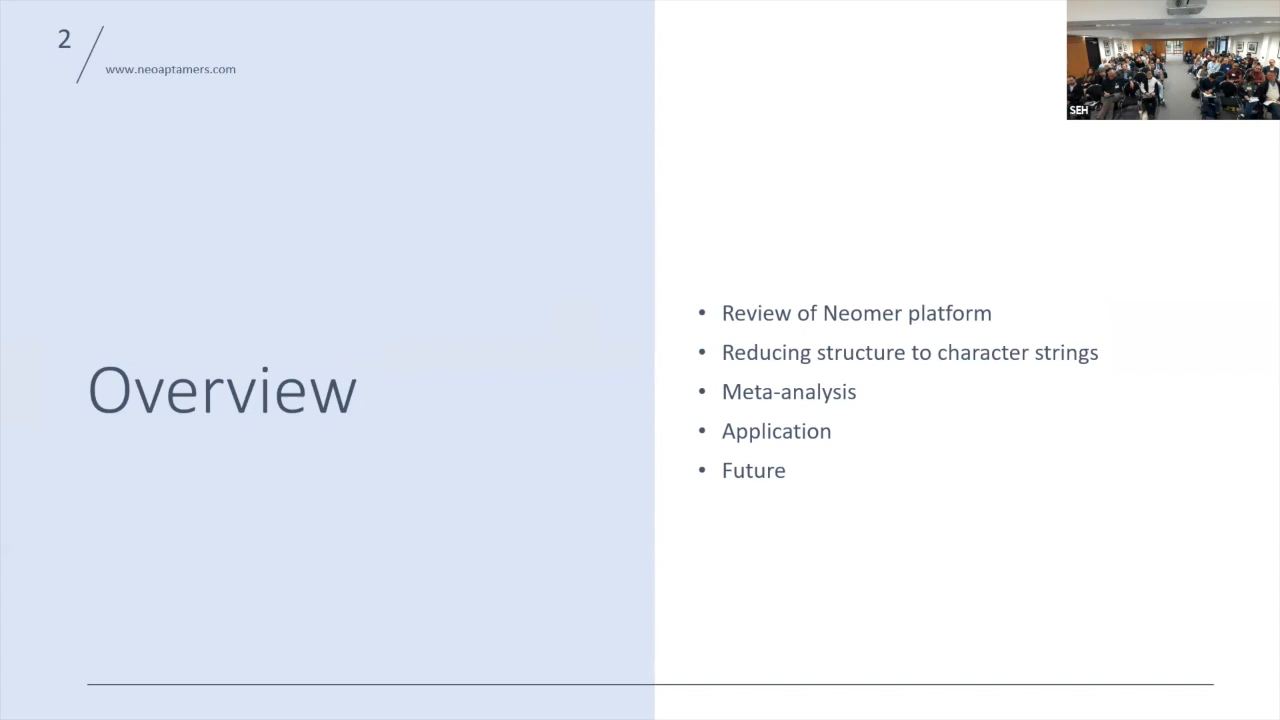 2
www.neoaptamers.com
SEH
Overview
• Review of Neomer platform
• Reducing structure to character strings
• Meta-analysis
• Application
• Future